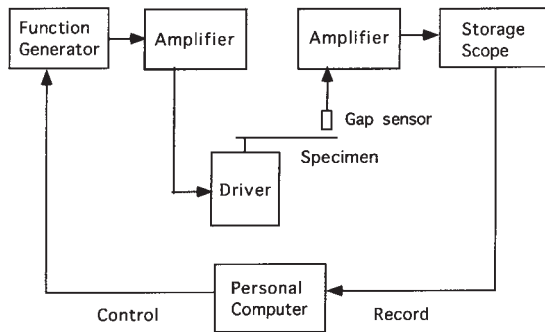 Function
Generator
Amplifier
Amplifier
Storage
Scope
Gap sensor
Specimen
Driver
Personal
Computer
Control
Record